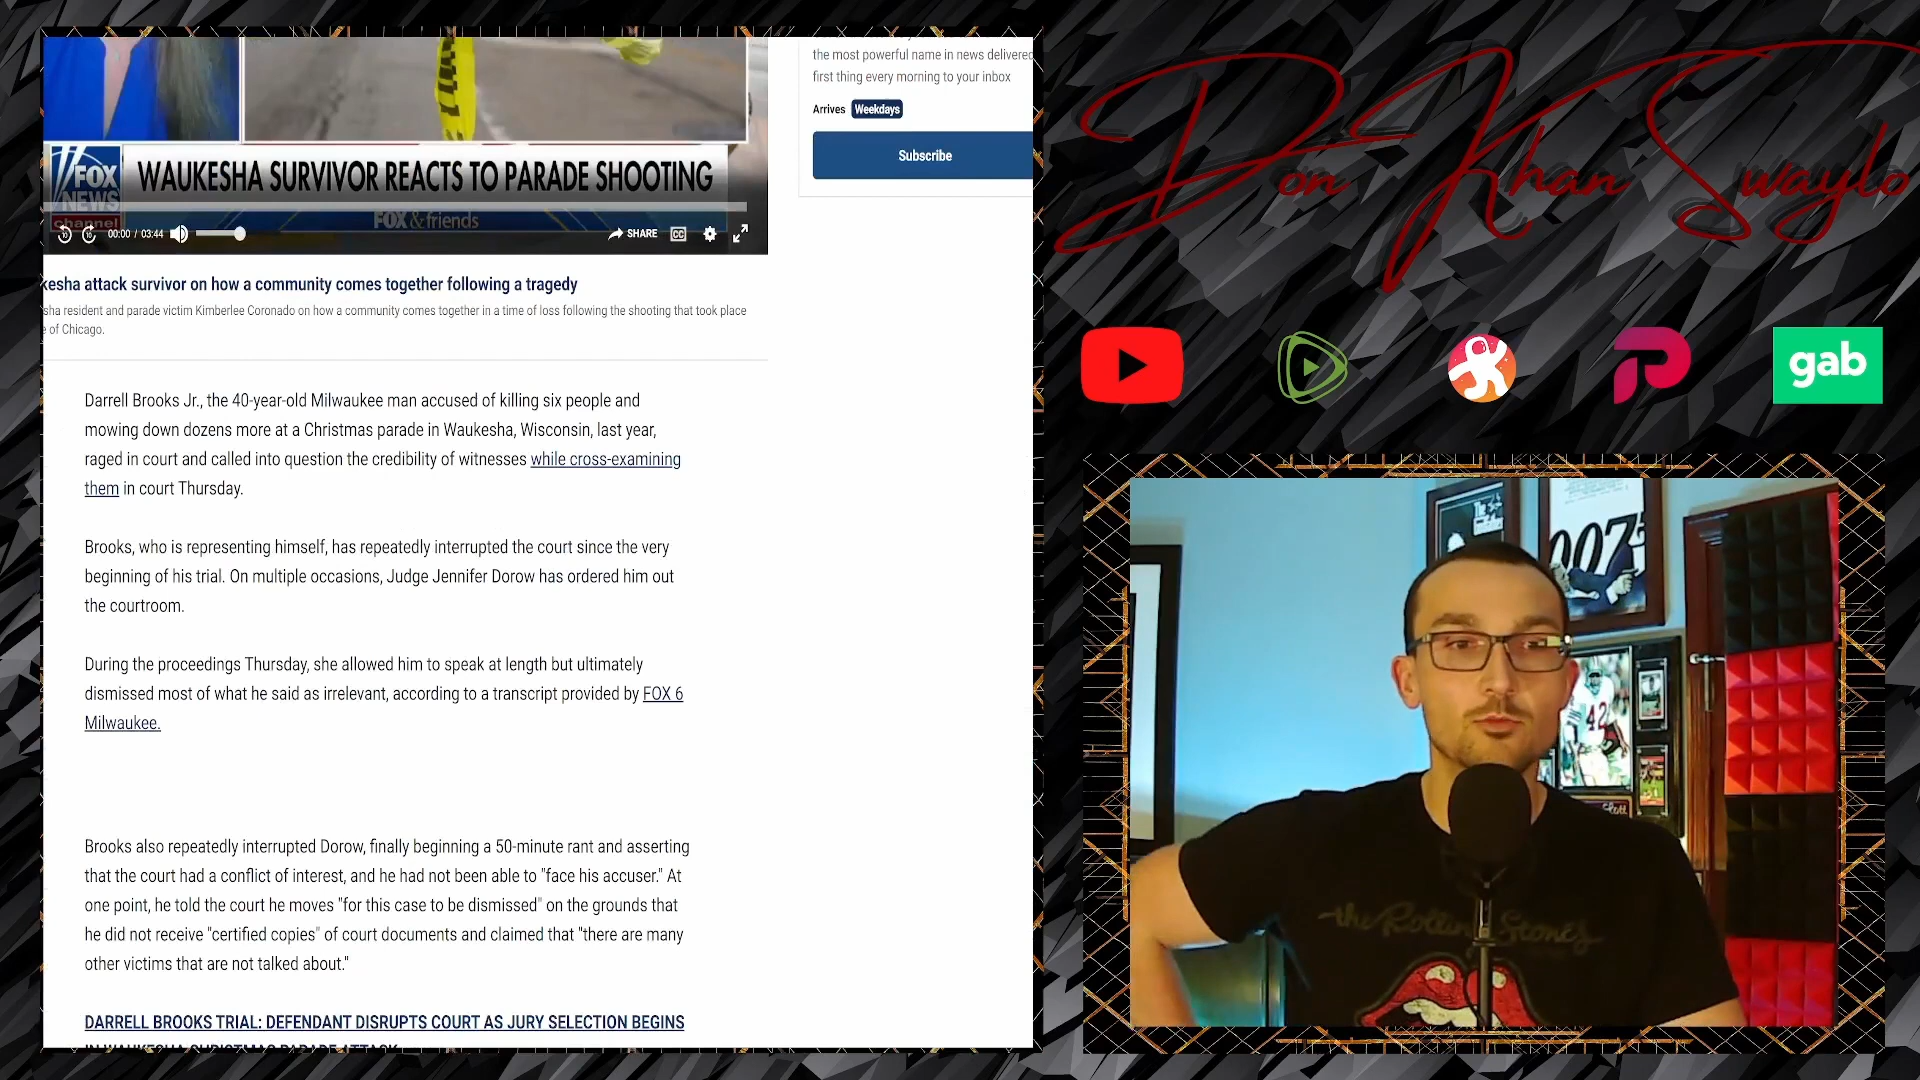 the most powerful name in news delivered
first thing every morning to your inbox
Arrives Weekdays
Subscribe
FOX
NEWS
channel
WAUKESHA SURVIVOR REACTS TO PARADE SHOOTING
FOX & friends
10 10 00:00 / 03:44 SHARE CC
kesha attack survivor on how a community comes together following a tragedy
sha resident and parade victim Kimberlee Coronado on how a community comes together in a time of loss following the shooting that took place
e of Chicago.
Darrell Brooks Jr., the 40-year-old Milwaukee man accused of killing six people and
mowing down dozens more at a Christmas parade in Waukesha, Wisconsin, last year,
raged in court and called into question the credibility of witnesses while cross-examining
them in court Thursday.
Brooks, who is representing himself, has repeatedly interrupted the court since the very
beginning of his trial. On multiple occasions, Judge Jennifer Dorow has ordered him out
the courtroom.
During the proceedings Thursday, she allowed him to speak at length but ultimately
dismissed most of what he said as irrelevant, according to a transcript provided by FOX 6
Milwaukee.
Brooks also repeatedly interrupted Dorow, finally beginning a 50-minute rant and asserting
that the court had a conflict of interest, and he had not been able to "face his accuser." At
one point, he told the court he moves "for this case to be dismissed" on the grounds that
he did not receive "certified copies" of court documents and claimed that "there are many
other victims that are not talked about."
DARRELL BROOKS TRIAL: DEFENDANT DISRUPTS COURT AS JURY SELECTION BEGINS
IN WAUKESHA CHRISTMAS PARADE ATTACK
Don Khan Swaylo
gab
007
42
the Rolling Stones